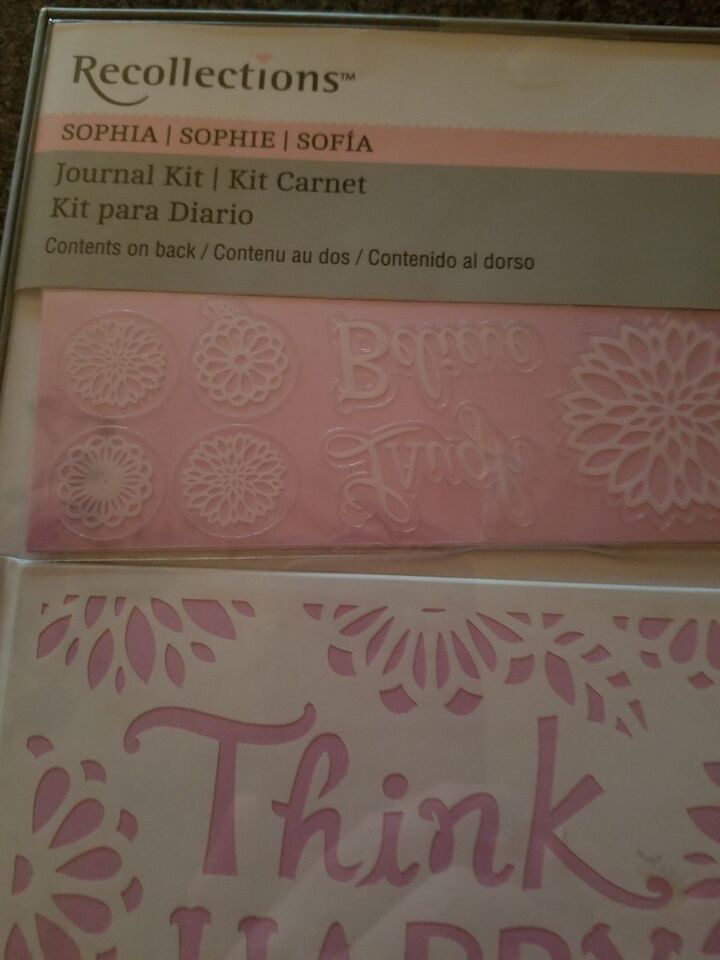 Recollections™
SOPHIA | SOPHIE | SOFÍA
Journal Kit | Kit Carnet
Kit para Diario
Contents on back / Contenu au dos / Contenido al dorso
Believe
Laugh
Think
HAPPY